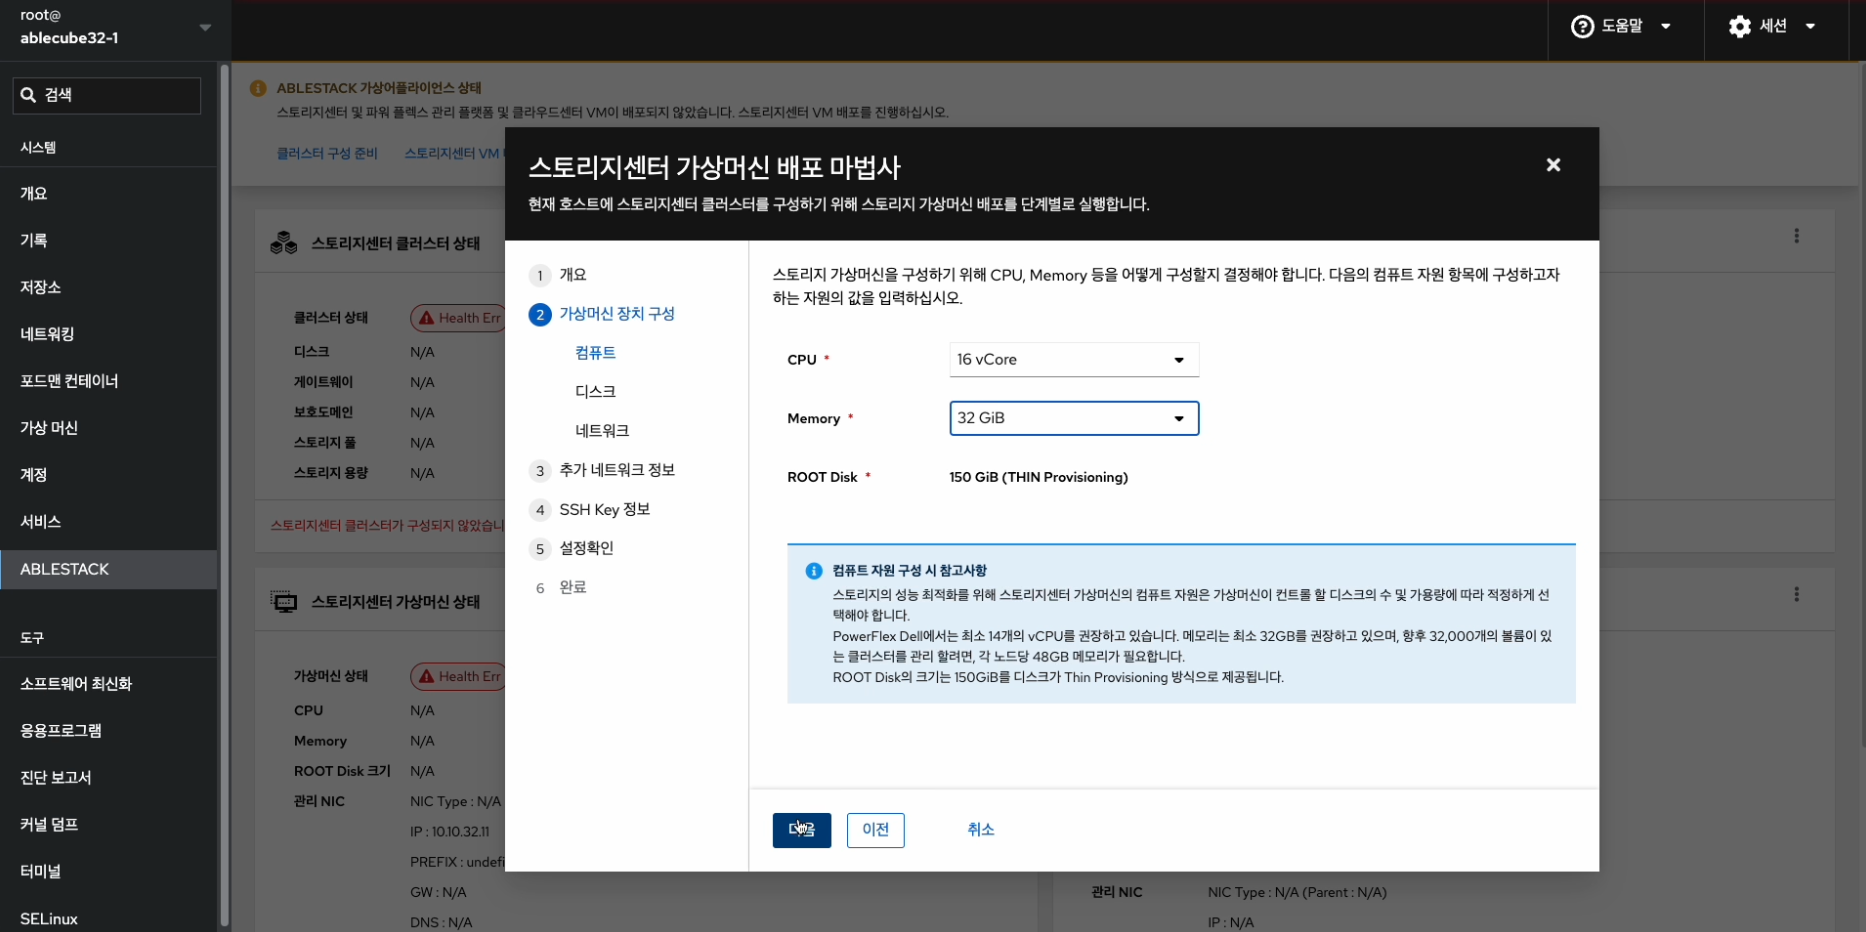 root@
ablecube32-1
도움말
세션
검색
시스템
개요
기록
저장소
네트워킹
포드맨 컨테이너
가상 머신
계정
서비스
ABLESTACK
도구
소프트웨어 최신화
응용프로그램
진단 보고서
커널 덤프
터미널
SELinux
ABLESTACK 가상어플라이언스 상태
스토리지센터 및 파워 플렉스 관리 플랫폼 및 클라우드센터 VM이 배포되지 않았습니다. 스토리지센터 VM 배포를 진행하십시오.
클러스터 구성 준비
스토리지센터 VM
스토리지센터 클러스터 상태
클러스터 상태 Health Err
디스크 N/A
게이트웨이 N/A
보호도메인 N/A
스토리지 풀 N/A
스토리지 용량 N/A
스토리지센터 클러스터가 구성되지 않았습니
스토리지센터 가상머신 상태
가상머신 상태 Health Err
CPU N/A
Memory N/A
ROOT Disk 크기 N/A
관리 NIC NIC Type : N/A
IP : 10.10.32.11
PREFIX : undefi
GW : N/A
DNS : N/A
관리 NIC NIC Type : N/A (Parent : N/A)
IP : N/A
스토리지센터 가상머신 배포 마법사
현재 호스트에 스토리지센터 클러스터를 구성하기 위해 스토리지 가상머신 배포를 단계별로 실행합니다.
1 개요
2 가상머신 장치 구성
컴퓨트
디스크
네트워크
3 추가 네트워크 정보
4 SSH Key 정보
5 설정확인
6 완료
스토리지 가상머신을 구성하기 위해 CPU, Memory 등을 어떻게 구성할지 결정해야 합니다. 다음의 컴퓨트 자원 항목에 구성하고자
하는 자원의 값을 입력하십시오.
CPU * 16 vCore
Memory * 32 GiB
ROOT Disk * 150 GiB (THIN Provisioning)
컴퓨트 자원 구성 시 참고사항
스토리지의 성능 최적화를 위해 스토리지센터 가상머신의 컴퓨트 자원은 가상머신이 컨트롤 할 디스크의 수 및 가용량에 따라 적정하게 선
택해야 합니다.
PowerFlex Dell에서는 최소 14개의 vCPU를 권장하고 있습니다. 메모리는 최소 32GB를 권장하고 있으며, 향후 32,000개의 볼륨이 있
는 클러스터를 관리 할려면, 각 노드당 48GB 메모리가 필요합니다.
ROOT Disk의 크기는 150GiB를 디스크가 Thin Provisioning 방식으로 제공됩니다.
이전
취소